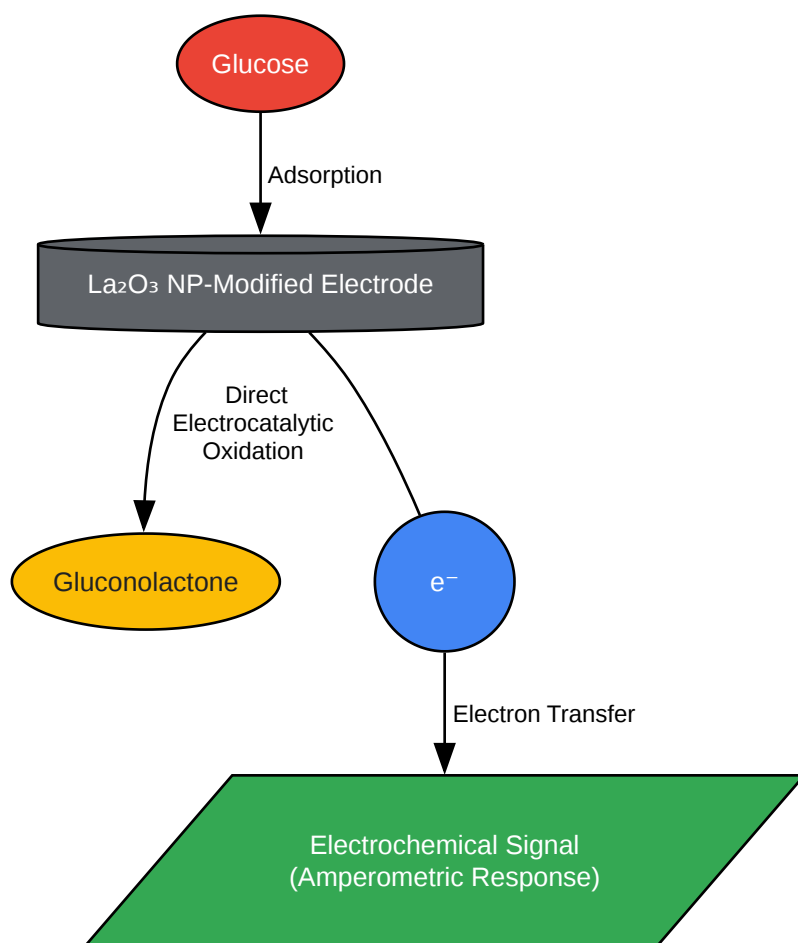 Glucose
Adsorption
La₂O₃ NP-Modified Electrode
Direct
Electrocatalytic
Oxidation
Gluconolactone
e⁻
Electron Transfer
Electrochemical Signal
(Amperometric Response)